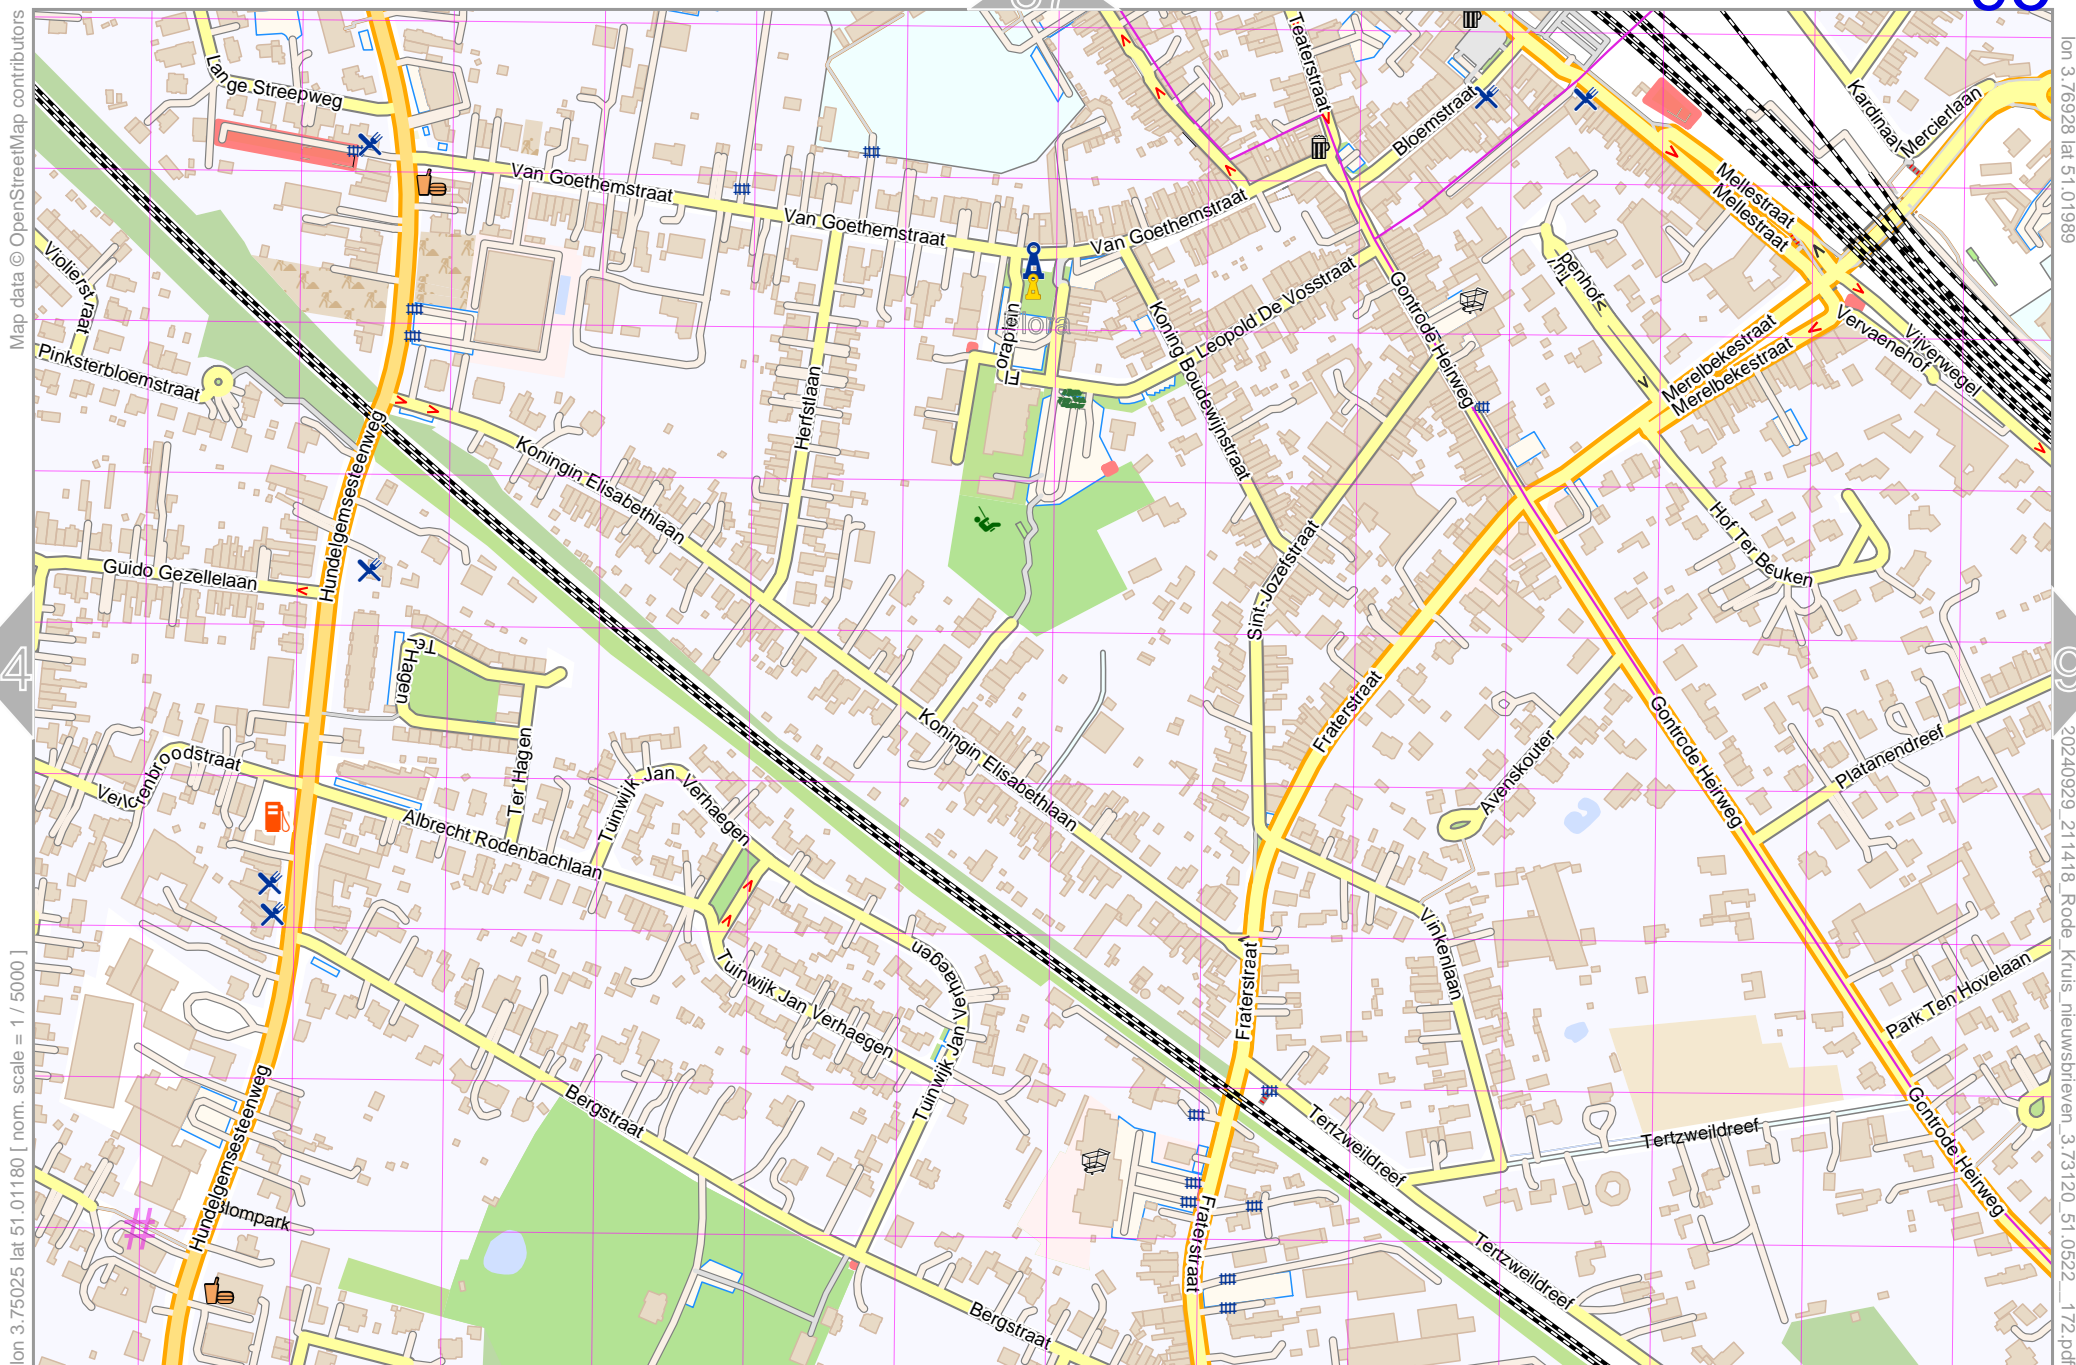 Map data © OpenStreetMap contributors
lon 3.75025 lat 51.01180 [ nom. scale = 1 / 5000 ]
lon 3.76928 lat 51.01989
20240929_211418_Rode_Kruis_nieuwsbrieven_3.73120_51.0522__172.pdf
4
9
Lange Streepweg
Van Goethemstraat
Van Goethemstraat
Van Goethemstraat
Teaterstraat
Bloemstraat
Kardinaal Mercierlaan
Mellestraat
Mellestraat
Violierstraat
Pinksterbloemstraat
Floraplein
Flora
Koning Boudewijnstraat
Leopold De Vosstraat
Gontrode Heirweg
Merelbekestraat
Merelbekestraat
Vervaenehof
Vijverwegel
Herfstlaan
Hundelgemsesteenweg
Koningin Elisabethlaan
Hof Ter Beuken
Guido Gezellelaan
Sint-Jozefstraat
Ter Hagen
Ter Hagen
Fraterstraat
Gontrode Heirweg
Platanendreef
Avenskouter
Koningin Elisabethlaan
Tuinwijk Jan Verhaegen
Albrecht Rodenbachlaan
Vinkenlaan
Tuinwijk Jan Verhaegen
Tuinwijk Jan Verhaegen
Fraterstraat
Park Ten Hovelaan
Bergstraat
Hundelgemsesteenweg
Tertzweildreef
Tertzweildreef
Gontrode Heirweg
Blompark
Fraterstraat
Tertzweildreef
Bergstraat